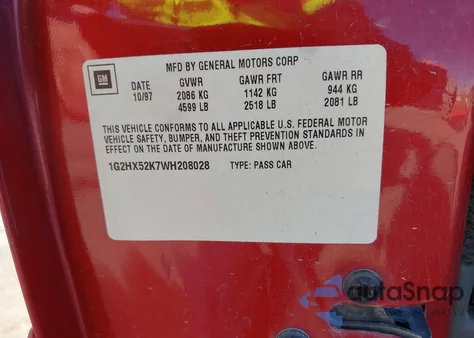 MFD BY GENERAL MOTORS CORP
GM
DATE GVWR GAWR FRT GAWR RR
10/97 2086 KG 1142 KG 944 KG
4599 LB 2518 LB 2081 LB
THIS VEHICLE CONFORMS TO ALL APPLICABLE U.S. FEDERAL MOTOR
VEHICLE SAFETY, BUMPER, AND THEFT PREVENTION STANDARDS IN
EFFECT ON THE DATE OF MANUFACTURE SHOWN ABOVE.
1G2HX52K7WH208028 TYPE: PASS CAR
autoSnap